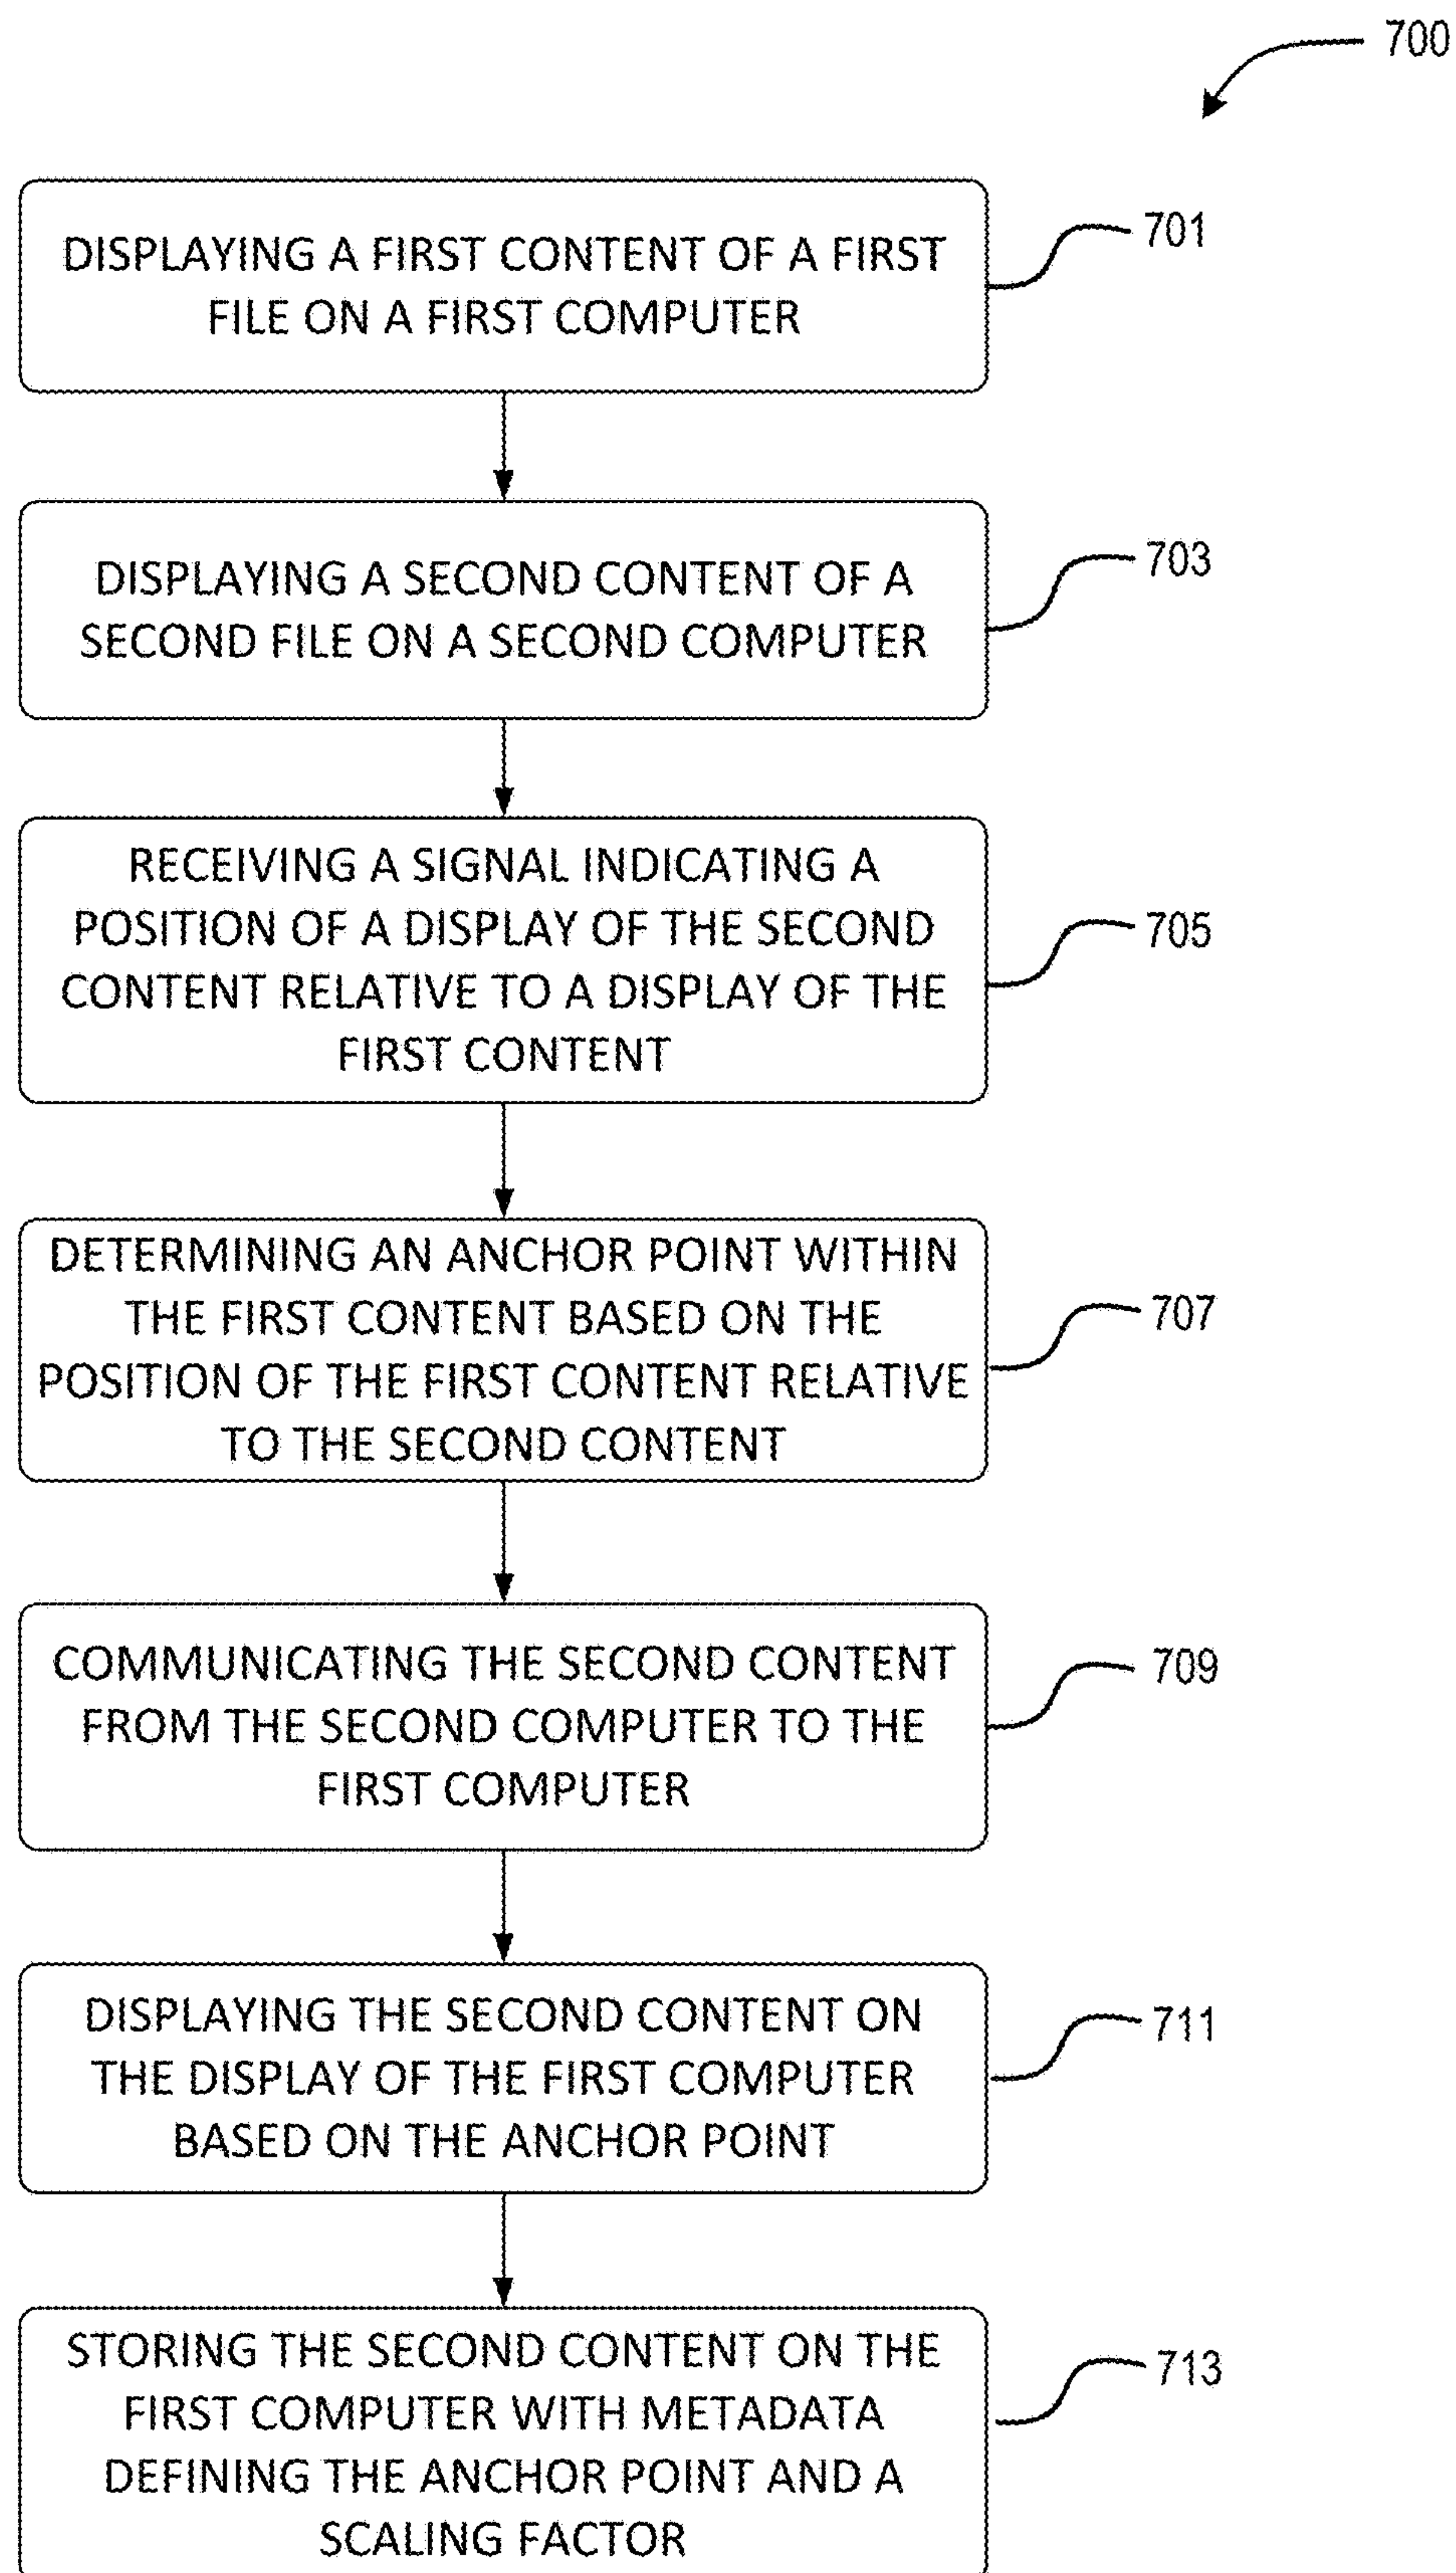 700
DISPLAYING A FIRST CONTENT OF A FIRST
FILE ON A FIRST COMPUTER
701
DISPLAYING A SECOND CONTENT OF A
SECOND FILE ON A SECOND COMPUTER
703
RECEIVING A SIGNAL INDICATING A
POSITION OF A DISPLAY OF THE SECOND
CONTENT RELATIVE TO A DISPLAY OF THE
FIRST CONTENT
705
DETERMINING AN ANCHOR POINT WITHIN
THE FIRST CONTENT BASED ON THE
POSITION OF THE FIRST CONTENT RELATIVE
TO THE SECOND CONTENT
707
COMMUNICATING THE SECOND CONTENT
FROM THE SECOND COMPUTER TO THE
FIRST COMPUTER
709
DISPLAYING THE SECOND CONTENT ON
THE DISPLAY OF THE FIRST COMPUTER
BASED ON THE ANCHOR POINT
711
STORING THE SECOND CONTENT ON THE
FIRST COMPUTER WITH METADATA
DEFINING THE ANCHOR POINT AND A
SCALING FACTOR
713